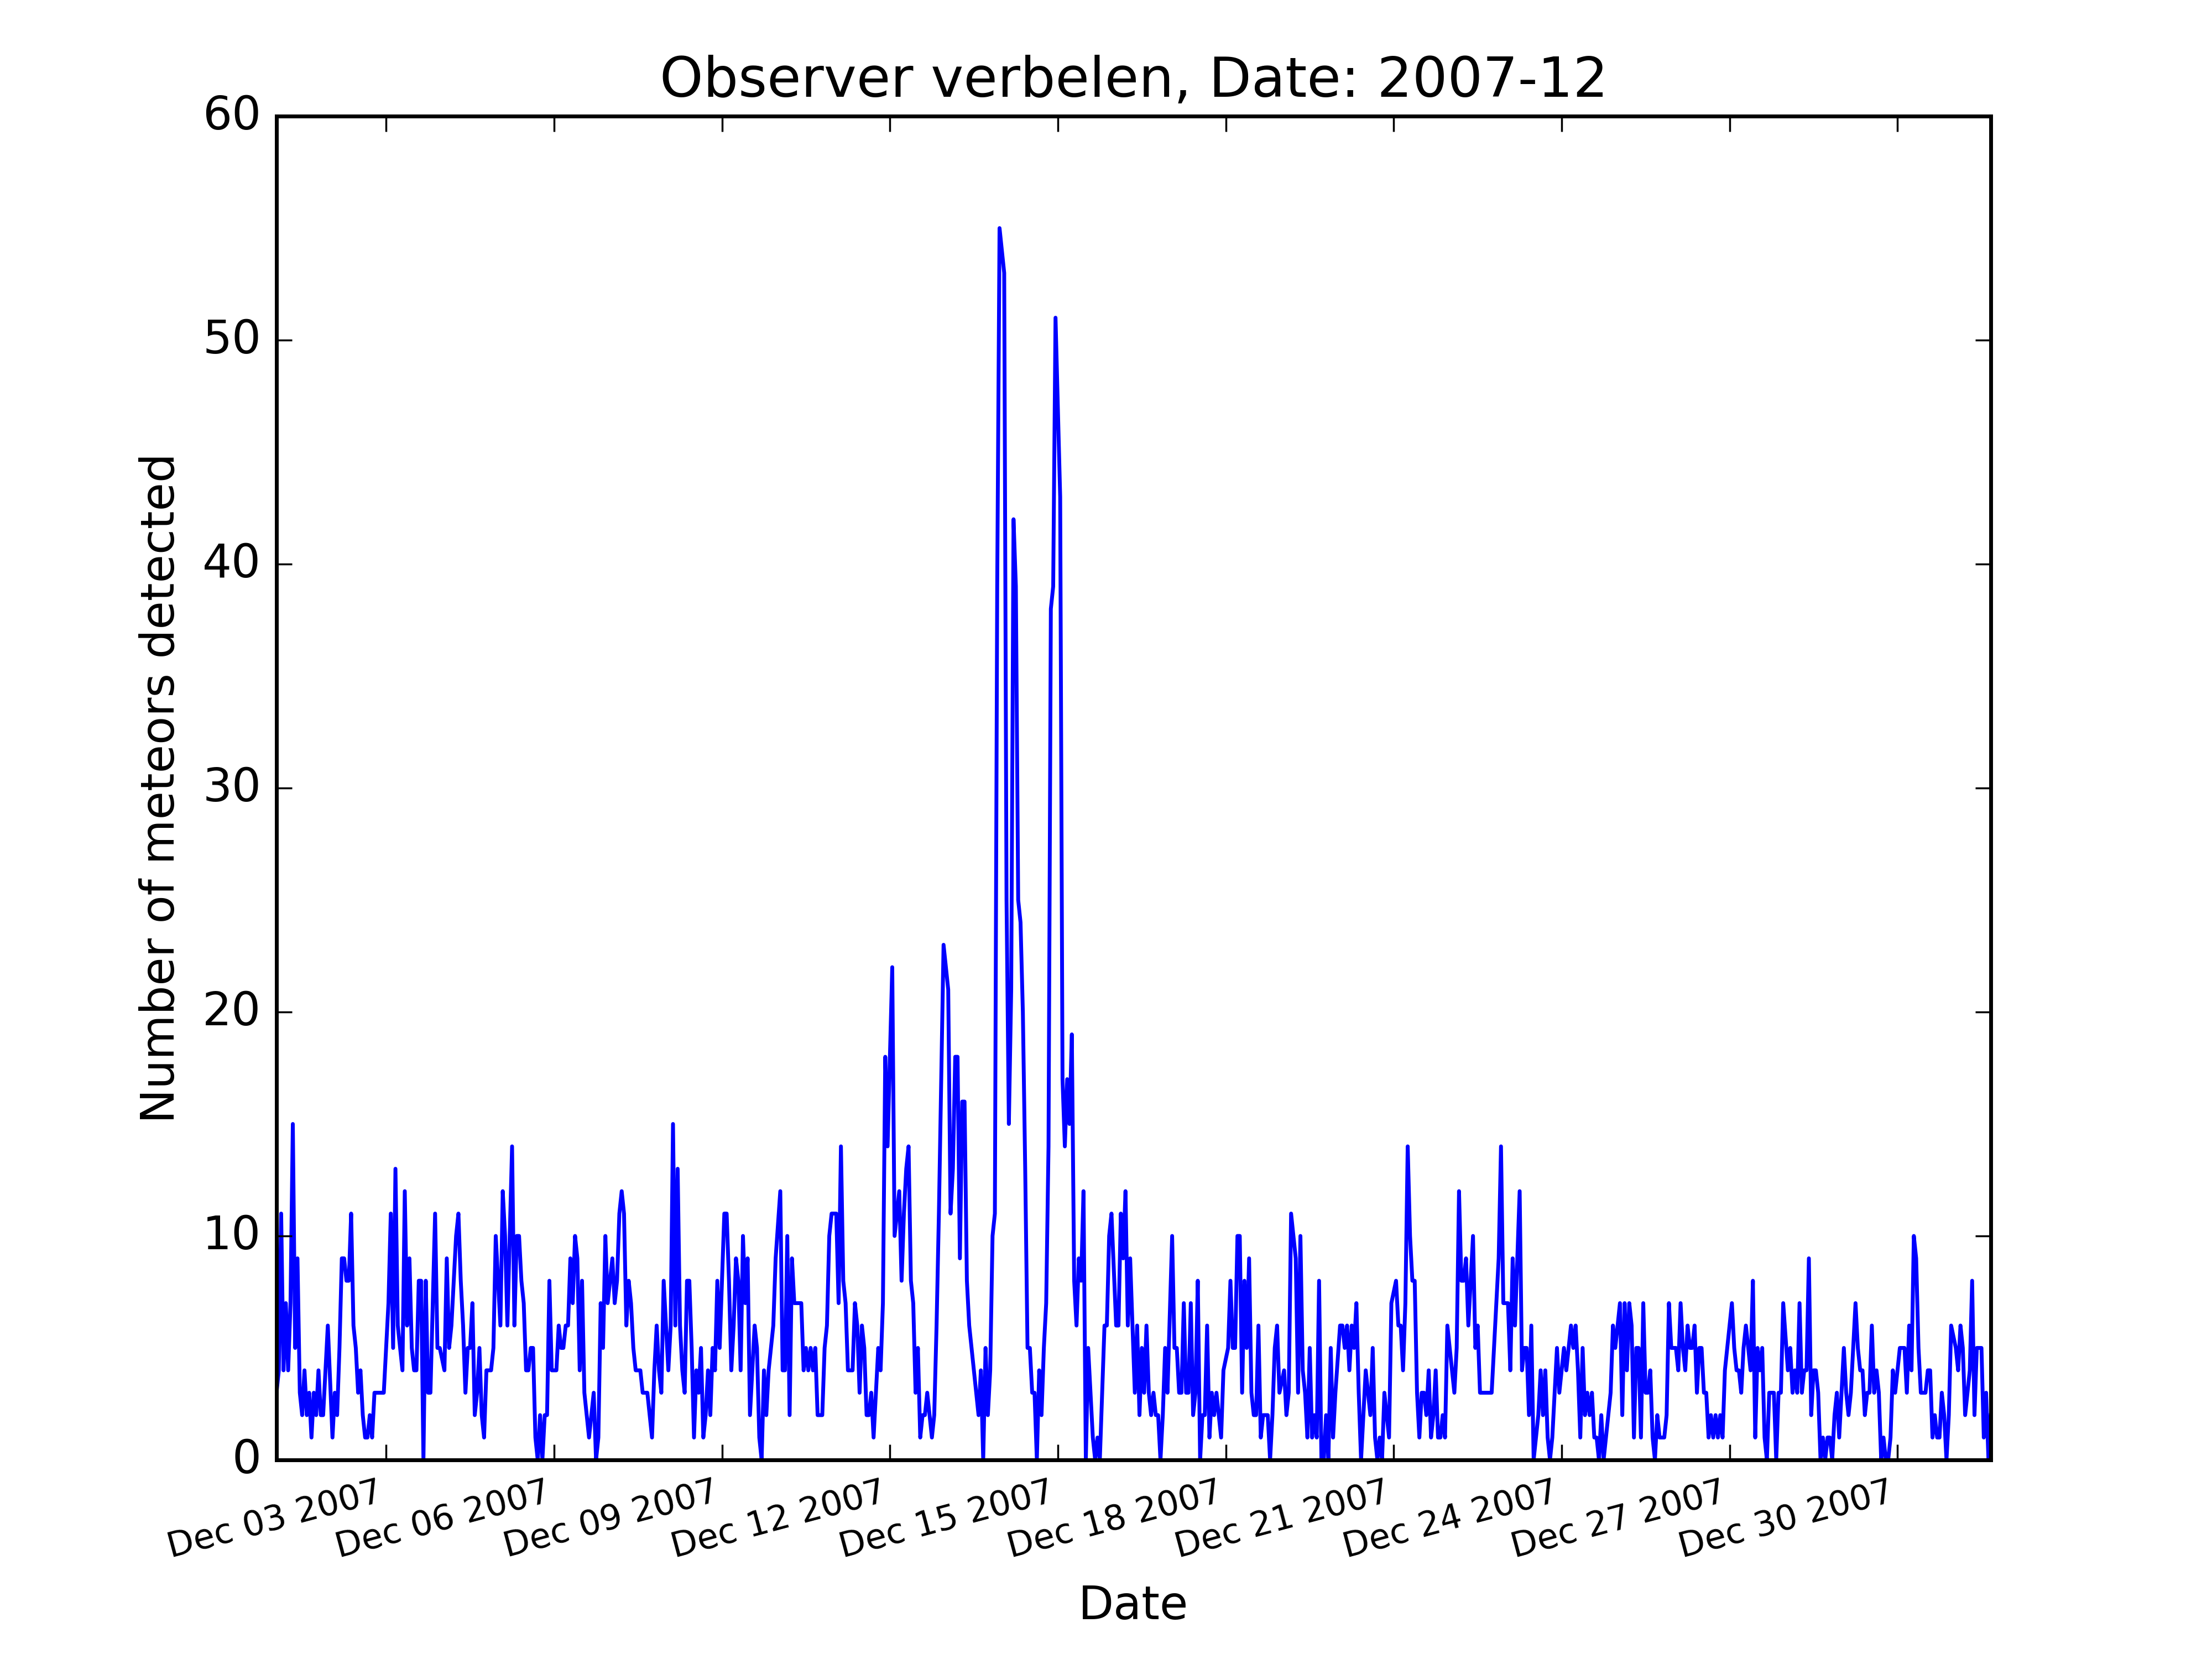 Observer verbelen, Date: 2007-12
Number of meteors detected
60
50
40
30
20
10
0
Dec 03 2007
Dec 06 2007
Dec 09 2007
Dec 12 2007
Dec 15 2007
Dec 18 2007
Dec 21 2007
Dec 24 2007
Dec 27 2007
Dec 30 2007
Date